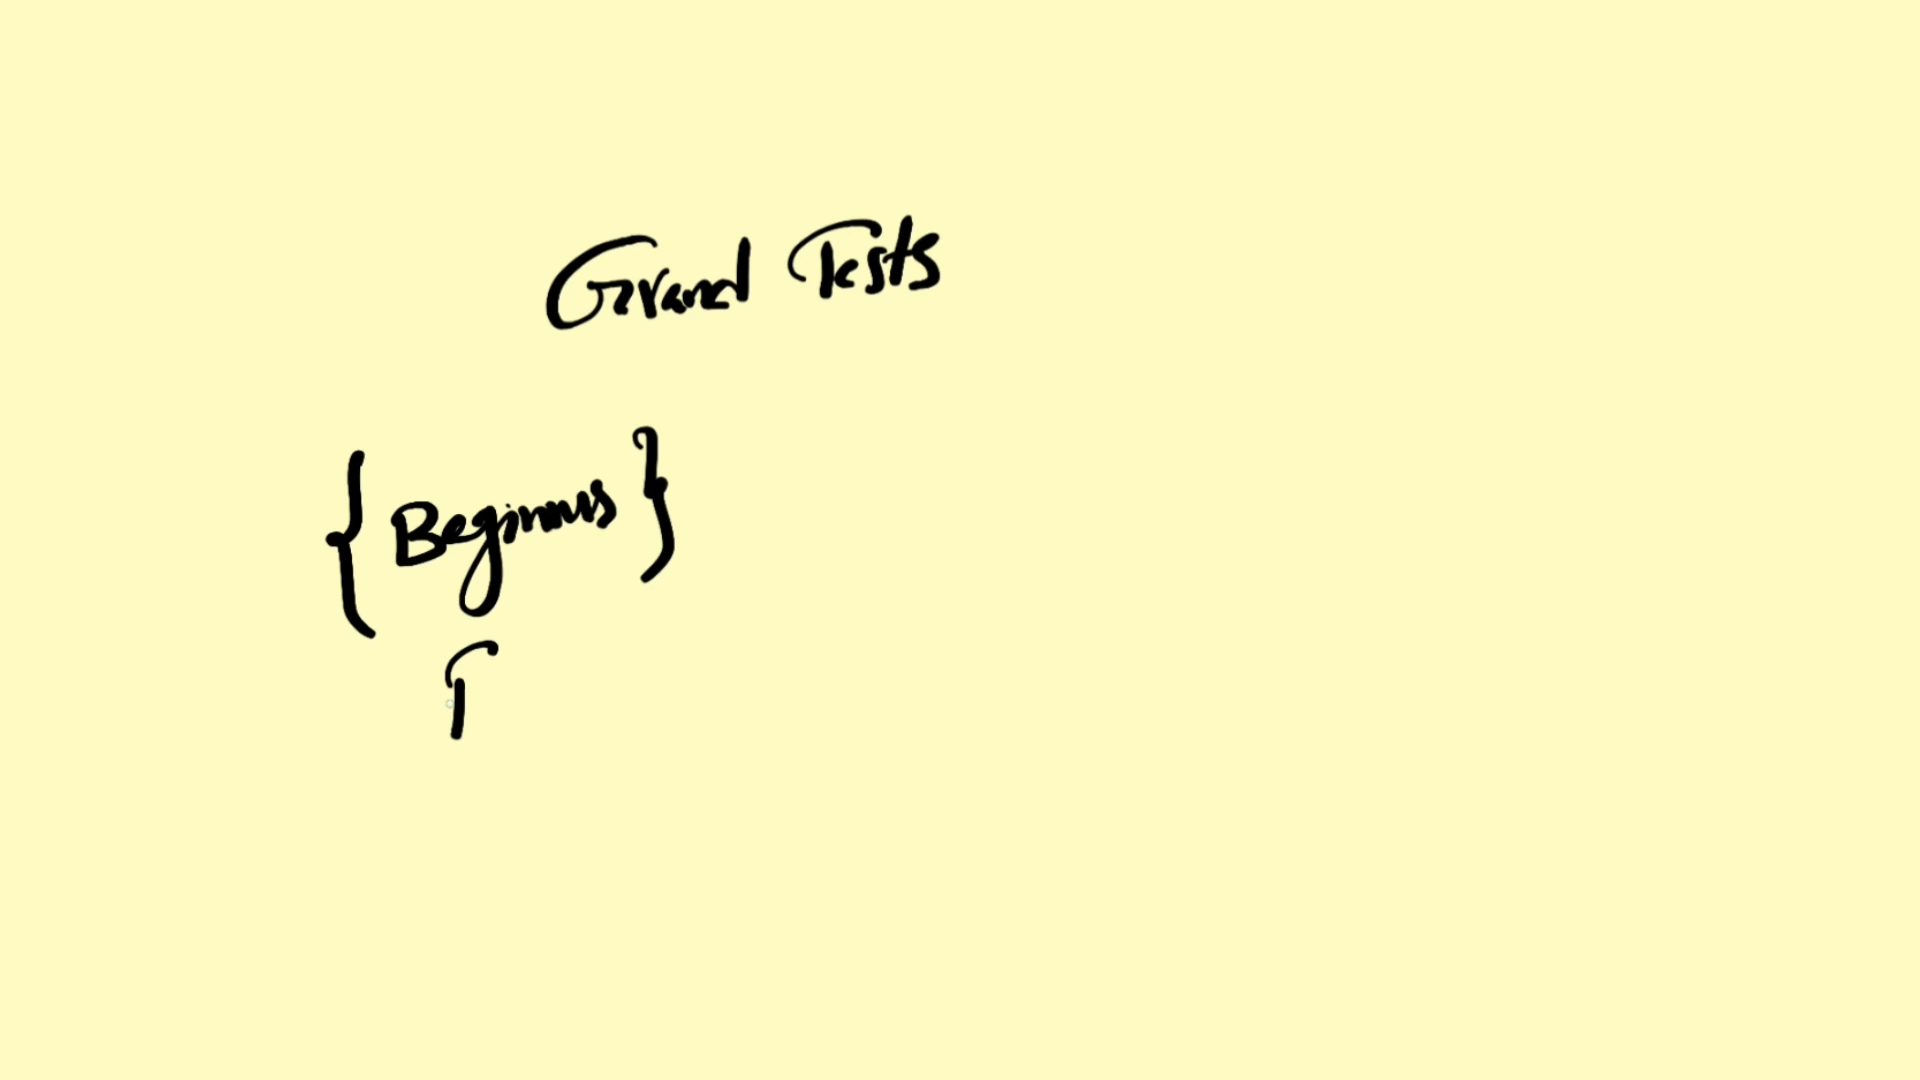 Grand Tests
{ Beginners }